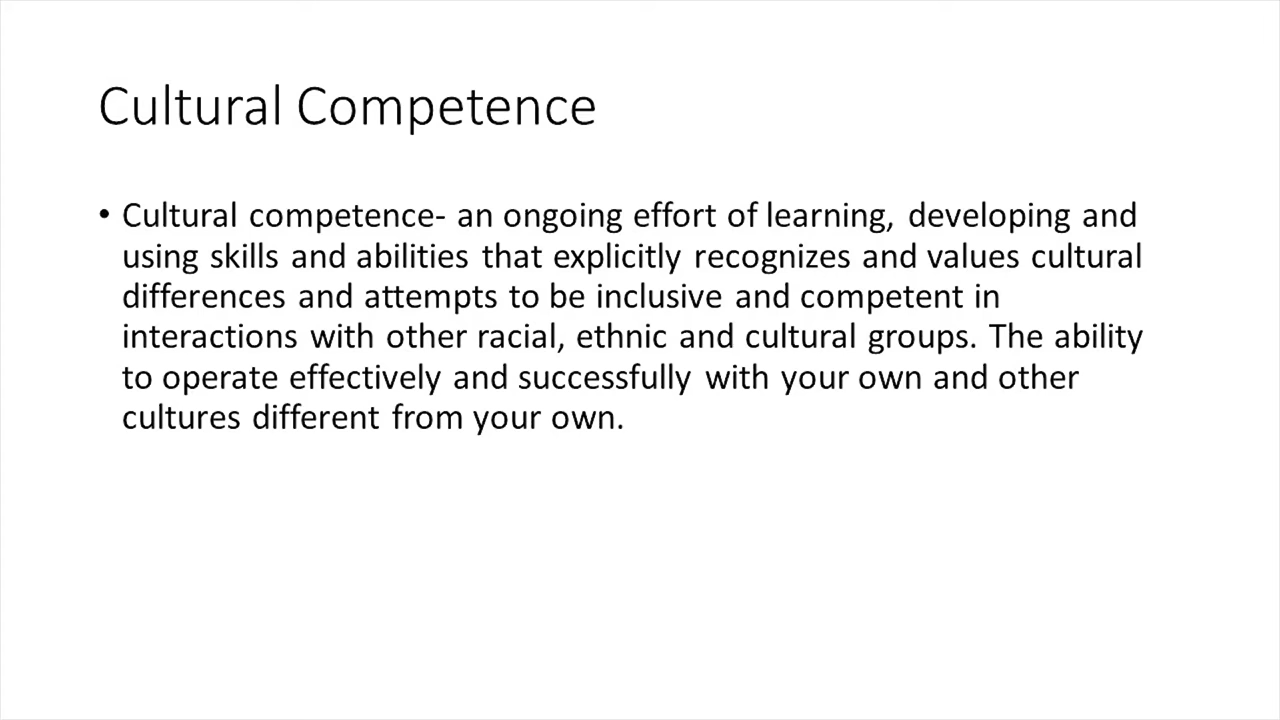 Cultural Competence
• Cultural competence- an ongoing effort of learning, developing and
using skills and abilities that explicitly recognizes and values cultural
differences and attempts to be inclusive and competent in
interactions with other racial, ethnic and cultural groups. The ability
to operate effectively and successfully with your own and other
cultures different from your own.